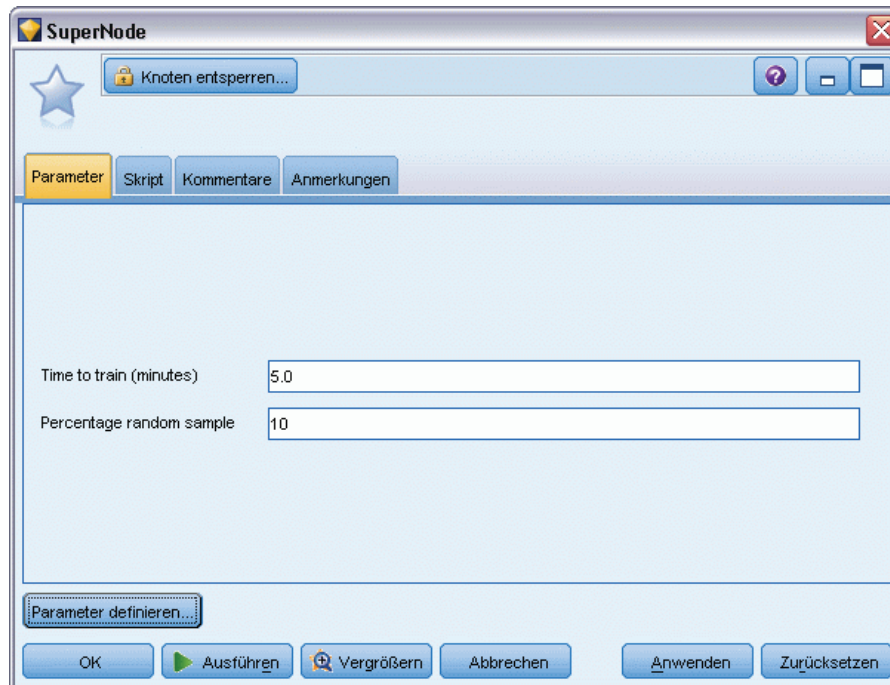 SuperNode
Knoten entsperren...
Parameter Skript Kommentare Anmerkungen
Time to train (minutes) 5.0
Percentage random sample 10
Parameter definieren...
OK Ausführen Vergrößern Abbrechen Anwenden Zurücksetzen